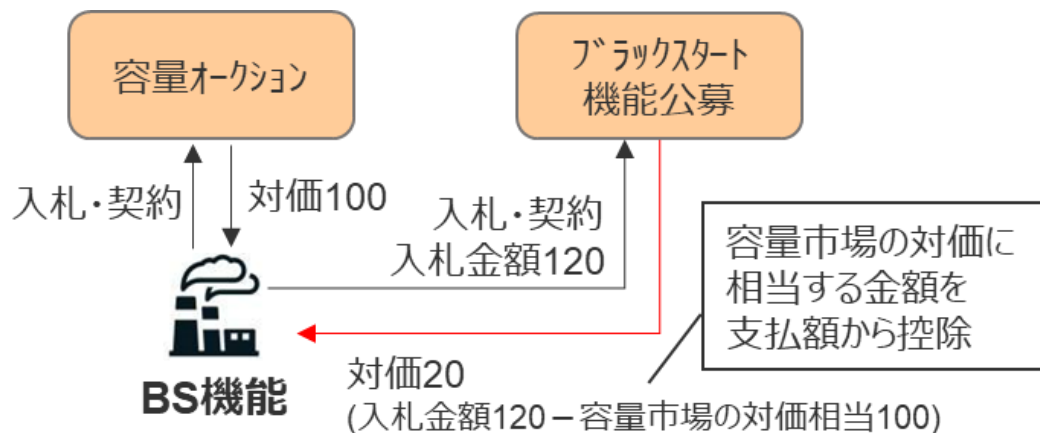 容量ｵｰｸｼｮﾝ
ﾌﾞﾗｯｸｽﾀｰﾄ
機能公募
入札・契約
対価100
入札・契約
入札金額120
容量市場の対価に
相当する金額を
支払額から控除
BS機能
対価20
(入札金額120－容量市場の対価相当100)